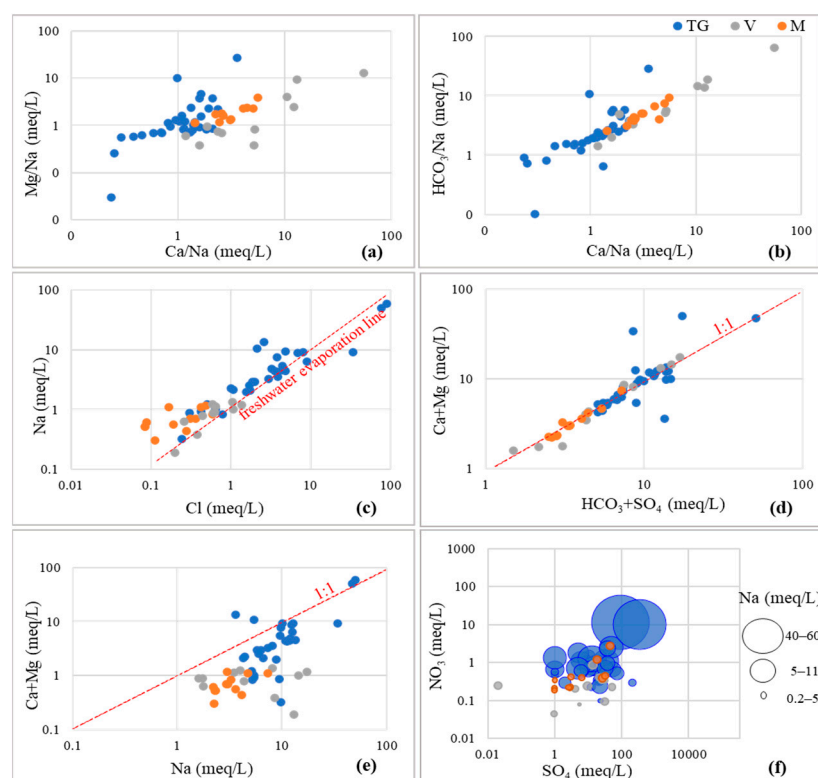 TG V M
Mg/Na (meq/L)
100
10
1
0
0
0 1 10 100
Ca/Na (meq/L)
(a)
HCO₃/Na (meq/L)
100
10
1
0
0 1 10 100
Ca/Na (meq/L)
(b)
Na (meq/L)
100
10
1
0.1
0.01 0.1 1 10 100
Cl (meq/L)
freshwater evaporation line
(c)
Ca+Mg (meq/L)
100
10
1
1 10 100
HCO₃+SO₄ (meq/L)
1:1
(d)
Ca+Mg (meq/L)
100
10
1
0.1
0.1 1 10 100
Na (meq/L)
1:1
(e)
NO₃ (meq/L)
1000
100
10
1
0.1
0.01
0.01 1 100 10000
SO₄ (meq/L)
(f)
Na (meq/L)
40–60
5–11
0.2–5